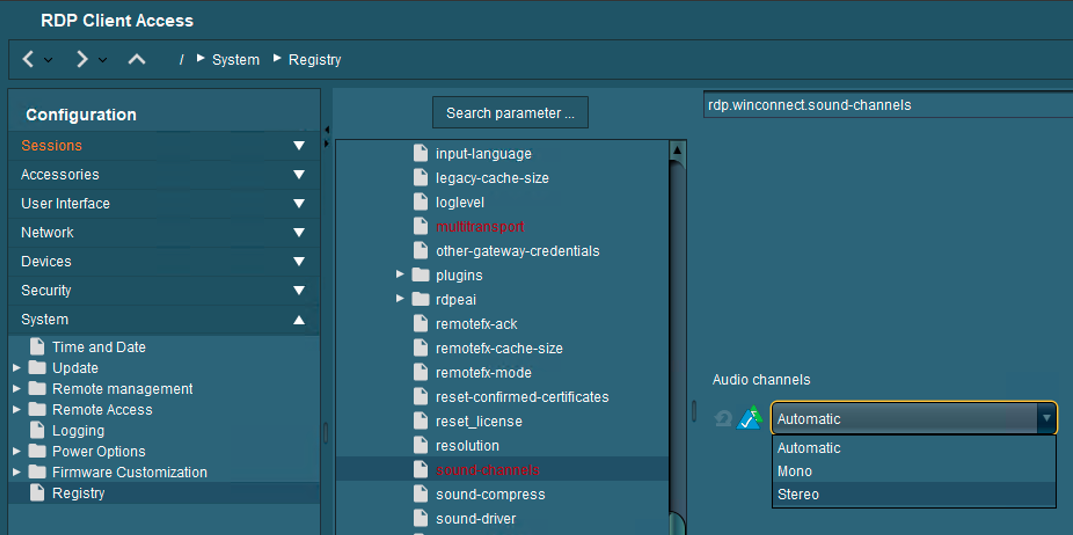 RDP Client Access
/ System Registry
Configuration
Sessions
Accessories
User Interface
Network
Devices
Security
System
Time and Date
Update
Remote management
Remote Access
Logging
Power Options
Firmware Customization
Registry
Search parameter ...
input-language
legacy-cache-size
loglevel
multitransport
other-gateway-credentials
plugins
rdpeai
remotefx-ack
remotefx-cache-size
remotefx-mode
reset-confirmed-certificates
reset_license
resolution
sound-channels
sound-compress
sound-driver
rdp.winconnect.sound-channels
Audio channels
Automatic
Automatic
Mono
Stereo